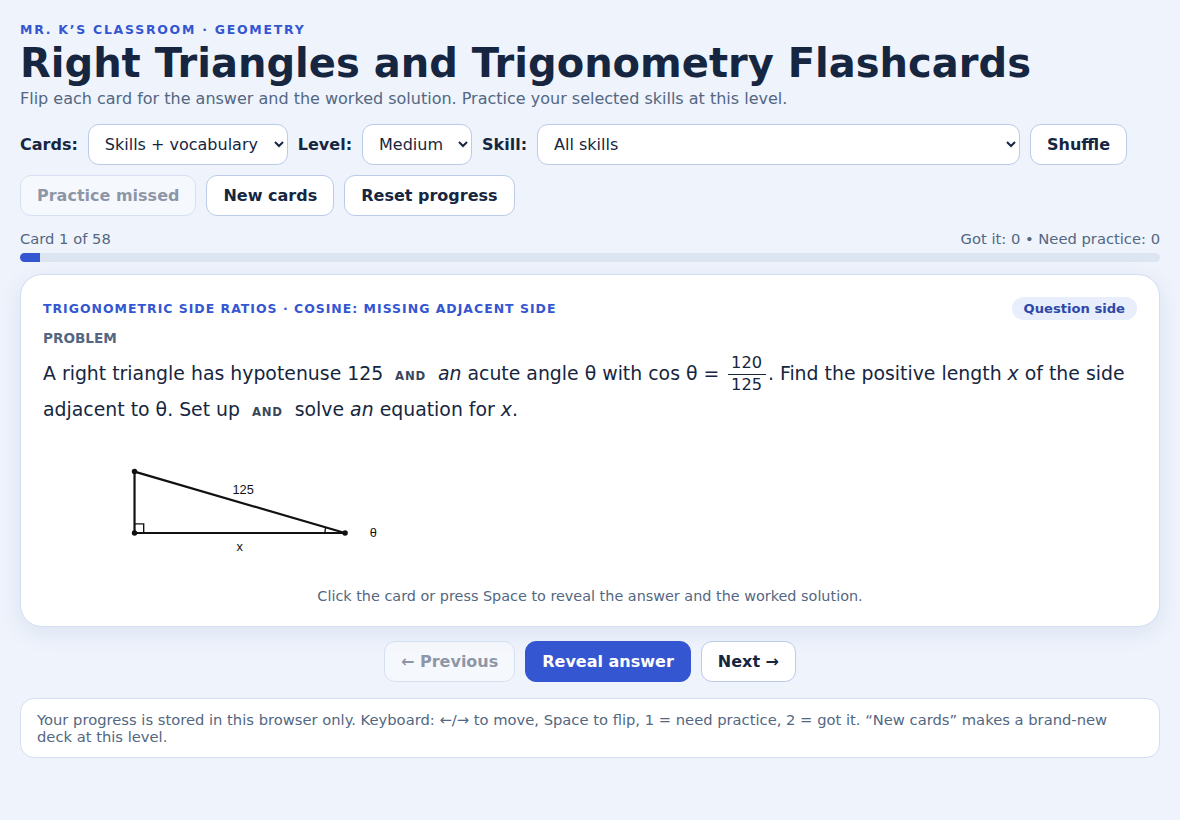 MR. K’S CLASSROOM · GEOMETRY
Right Triangles and Trigonometry Flashcards
Flip each card for the answer and the worked solution. Practice your selected skills at this level.
Cards: Skills + vocabulary Level: Medium Skill: All skills Shuffle
Practice missed New cards Reset progress
Card 1 of 58 Got it: 0 • Need practice: 0
TRIGONOMETRIC SIDE RATIOS · COSINE: MISSING ADJACENT SIDE Question side
PROBLEM
A right triangle has hypotenuse 125 AND an acute angle θ with cos θ = 120/125. Find the positive length x of the side
adjacent to θ. Set up AND solve an equation for x.
125
θ
x
Click the card or press Space to reveal the answer and the worked solution.
← Previous Reveal answer Next →
Your progress is stored in this browser only. Keyboard: ←/→ to move, Space to flip, 1 = need practice, 2 = got it. “New cards” makes a brand-new
deck at this level.